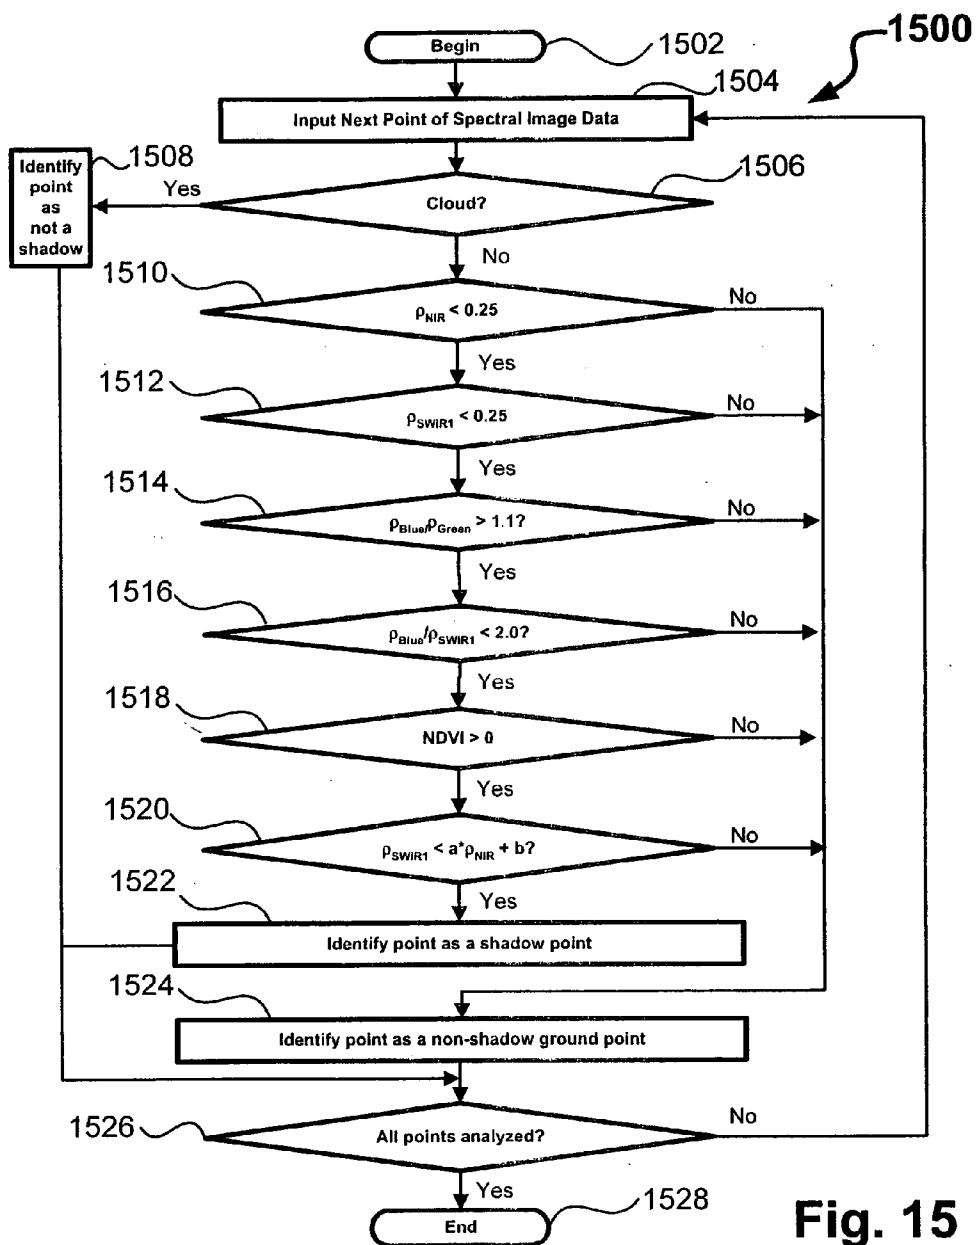 1500
Begin
1502
1504
Input Next Point of Spectral Image Data
1508
Identify
point
as
not a
shadow
Yes
1506
Cloud?
No
1510
ρNIR < 0.25
No
Yes
1512
ρSWIR1 < 0.25
No
Yes
1514
ρBlue/ρGreen > 1.1?
No
Yes
1516
ρBlue/ρSWIR1 < 2.0?
No
Yes
1518
NDVI > 0
No
Yes
1520
ρSWIR1 < a*ρNIR + b?
No
Yes
1522
Identify point as a shadow point
1524
Identify point as a non-shadow ground point
1526
All points analyzed?
No
Yes
End
1528
Fig. 15